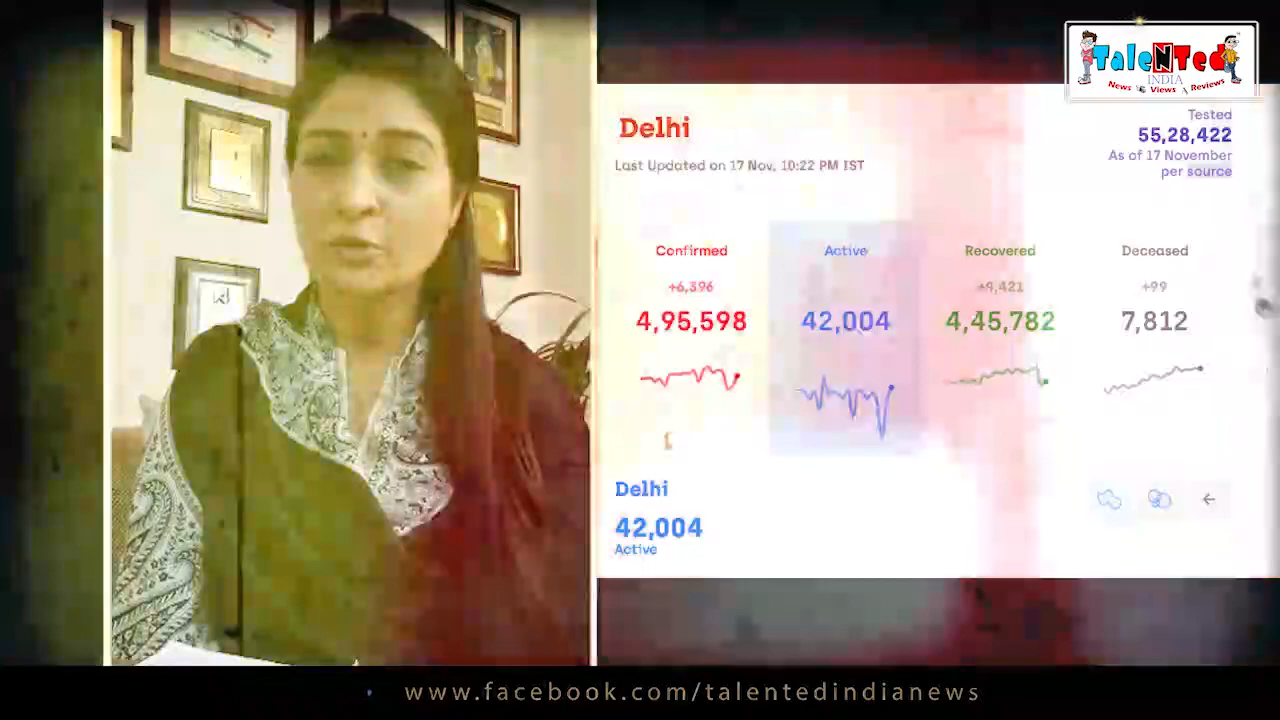 TaleNTed
INDIA
News Views Reviews
Delhi
Last Updated on 17 Nov, 10:22 PM IST
Tested
55,28,422
As of 17 November
per source
Confirmed
+6,396
4,95,598
Active
42,004
Recovered
+9,421
4,45,782
Deceased
+99
7,812
Delhi
42,004
Active
www.facebook.com/talentedindianews